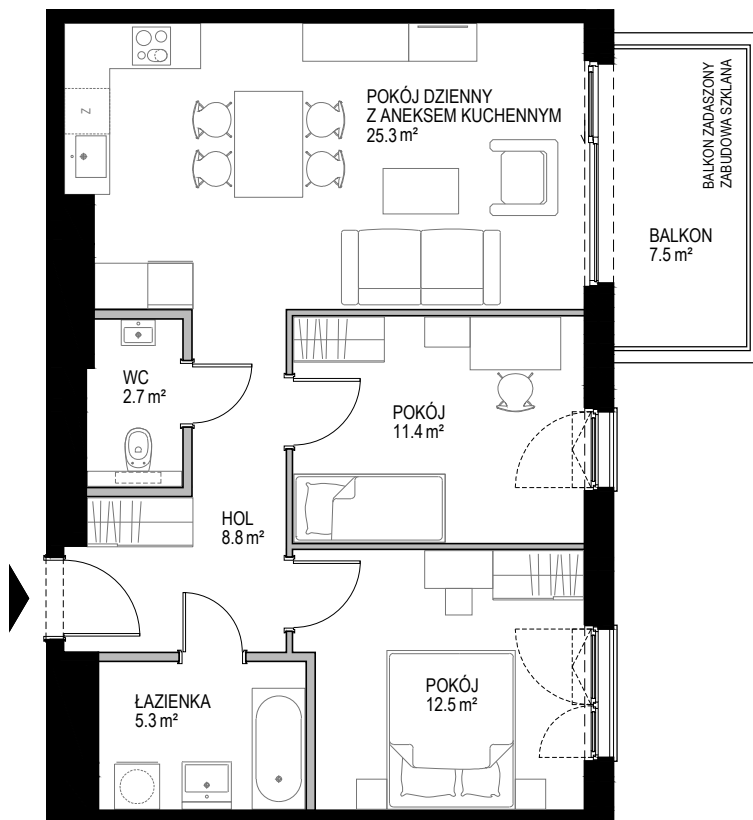 POKÓJ DZIENNY
Z ANEKSEM KUCHENNYM
25.3 m²
BALKON ZADASZONY
ZABUDOWA SZKLANA
BALKON
7.5 m²
Z
WC
2.7 m²
POKÓJ
11.4 m²
HOL
8.8 m²
ŁAZIENKA
5.3 m²
POKÓJ
12.5 m²